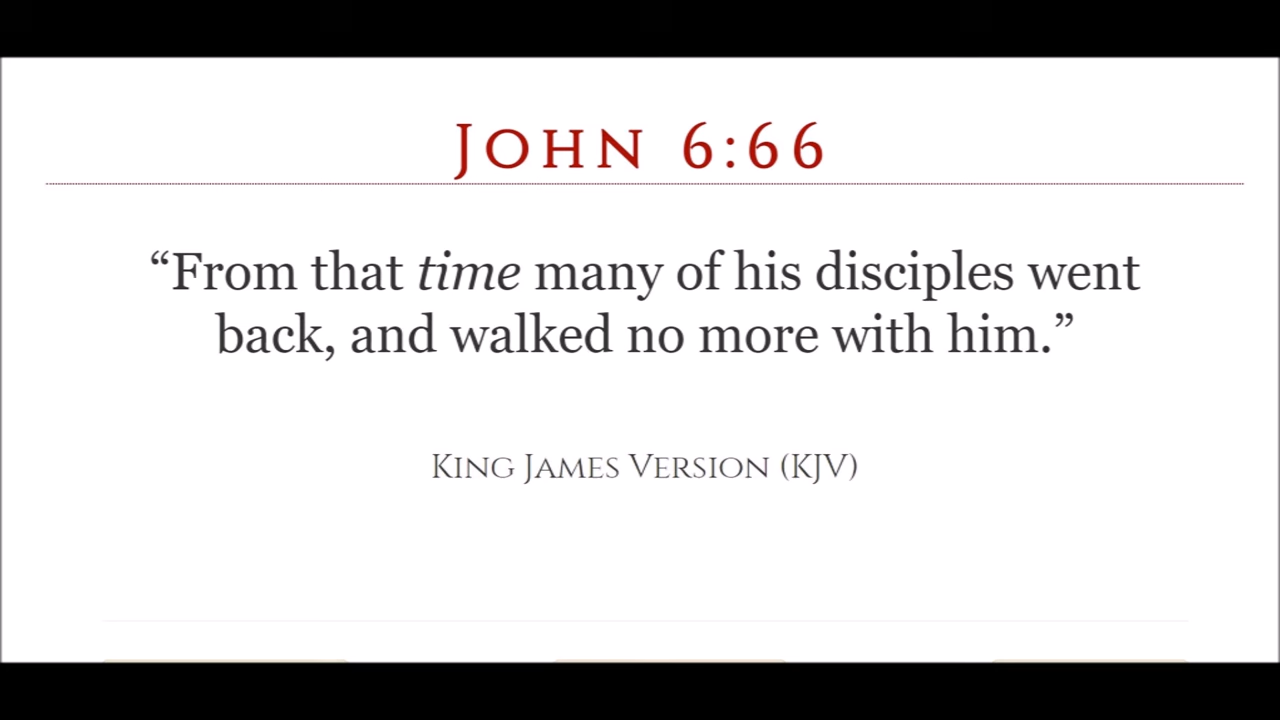 John 6:66
“From that time many of his disciples went
back, and walked no more with him.”
King James Version (KJV)